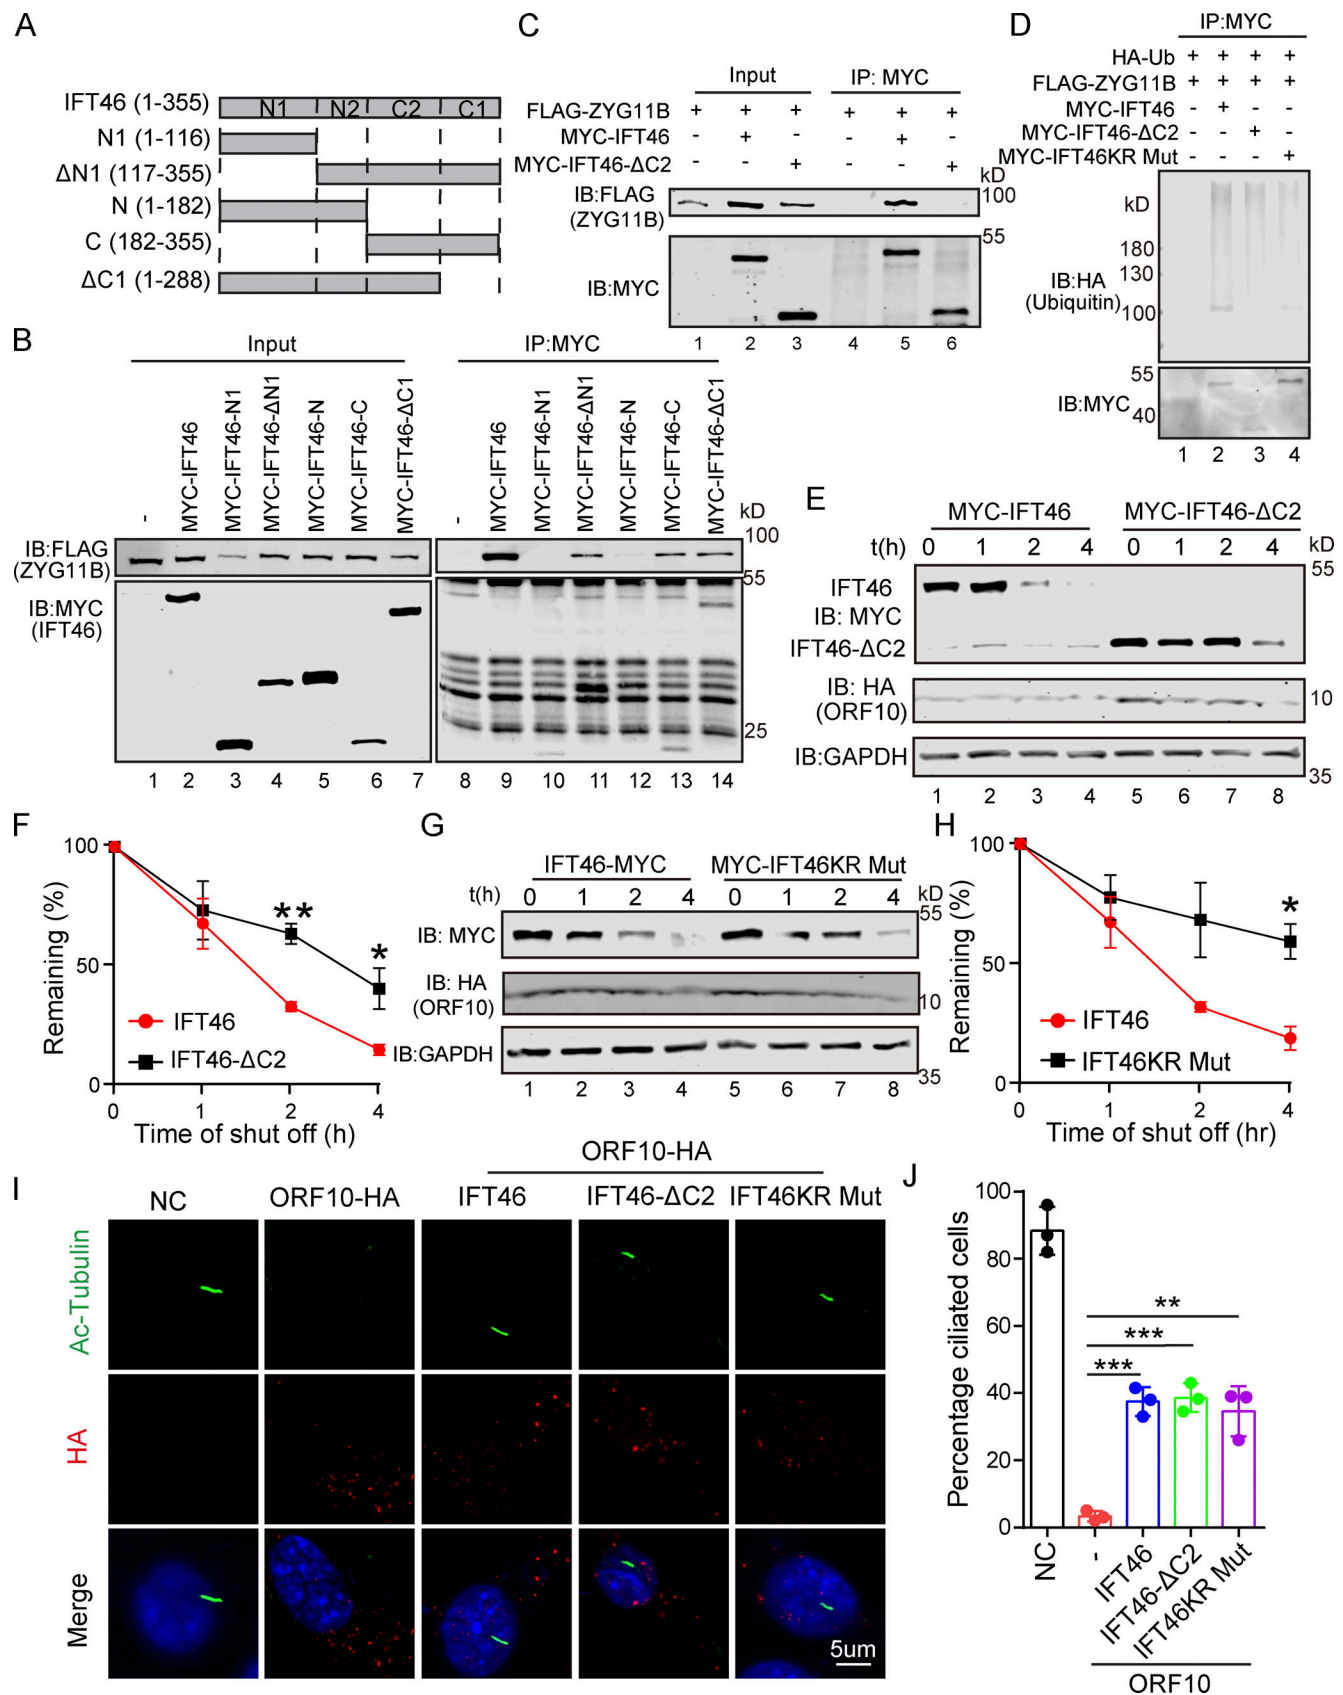 A
IFT46 (1-355)
N1 N2 C2 C1
N1 (1-116)
ΔN1 (117-355)
N (1-182)
C (182-355)
ΔC1 (1-288)
B
Input IP:MYC
- MYC-IFT46 MYC-IFT46-N1 MYC-IFT46-ΔN1 MYC-IFT46-N MYC-IFT46-C MYC-IFT46-ΔC1
- MYC-IFT46 MYC-IFT46-N1 MYC-IFT46-ΔN1 MYC-IFT46-N MYC-IFT46-C MYC-IFT46-ΔC1
kD
IB:FLAG
(ZYG11B)
100
55
IB:MYC
(IFT46)
25
1 2 3 4 5 6 7 8 9 10 11 12 13 14
C
Input IP: MYC
FLAG-ZYG11B + + + + + +
MYC-IFT46 - + - - + -
MYC-IFT46-ΔC2 - - + - - +
kD
IB:FLAG
(ZYG11B)
100
55
IB:MYC
1 2 3 4 5 6
D
IP:MYC
HA-Ub + + + +
FLAG-ZYG11B + + + +
MYC-IFT46 - + - -
MYC-IFT46-ΔC2 - - + -
MYC-IFT46KR Mut - - - +
kD
180
130
IB:HA
(Ubiquitin)
100
55
IB:MYC
40
1 2 3 4
E
MYC-IFT46 MYC-IFT46-ΔC2
t(h) 0 1 2 4 0 1 2 4
kD
55
IFT46
IB: MYC
IFT46-ΔC2
IB: HA
(ORF10)
10
IB:GAPDH
35
1 2 3 4 5 6 7 8
F
Remaining (%)
100
50
0
** *
IFT46
IFT46-ΔC2
0 1 2 4
Time of shut off (h)
G
IFT46-MYC MYC-IFT46KR Mut
t(h) 0 1 2 4 0 1 2 4
kD
55
IB: MYC
IB: HA
(ORF10)
10
IB:GAPDH
35
1 2 3 4 5 6 7 8
H
Remaining (%)
100
50
0
*
IFT46
IFT46KR Mut
0 1 2 4
Time of shut off (hr)
I
ORF10-HA
NC ORF10-HA IFT46 IFT46-ΔC2 IFT46KR Mut
Ac-Tubulin
HA
Merge
5um
J
Percentage ciliated cells
100
80
60
40
20
0
**
***
***
NC - IFT46 IFT46-ΔC2 IFT46KR Mut
ORF10